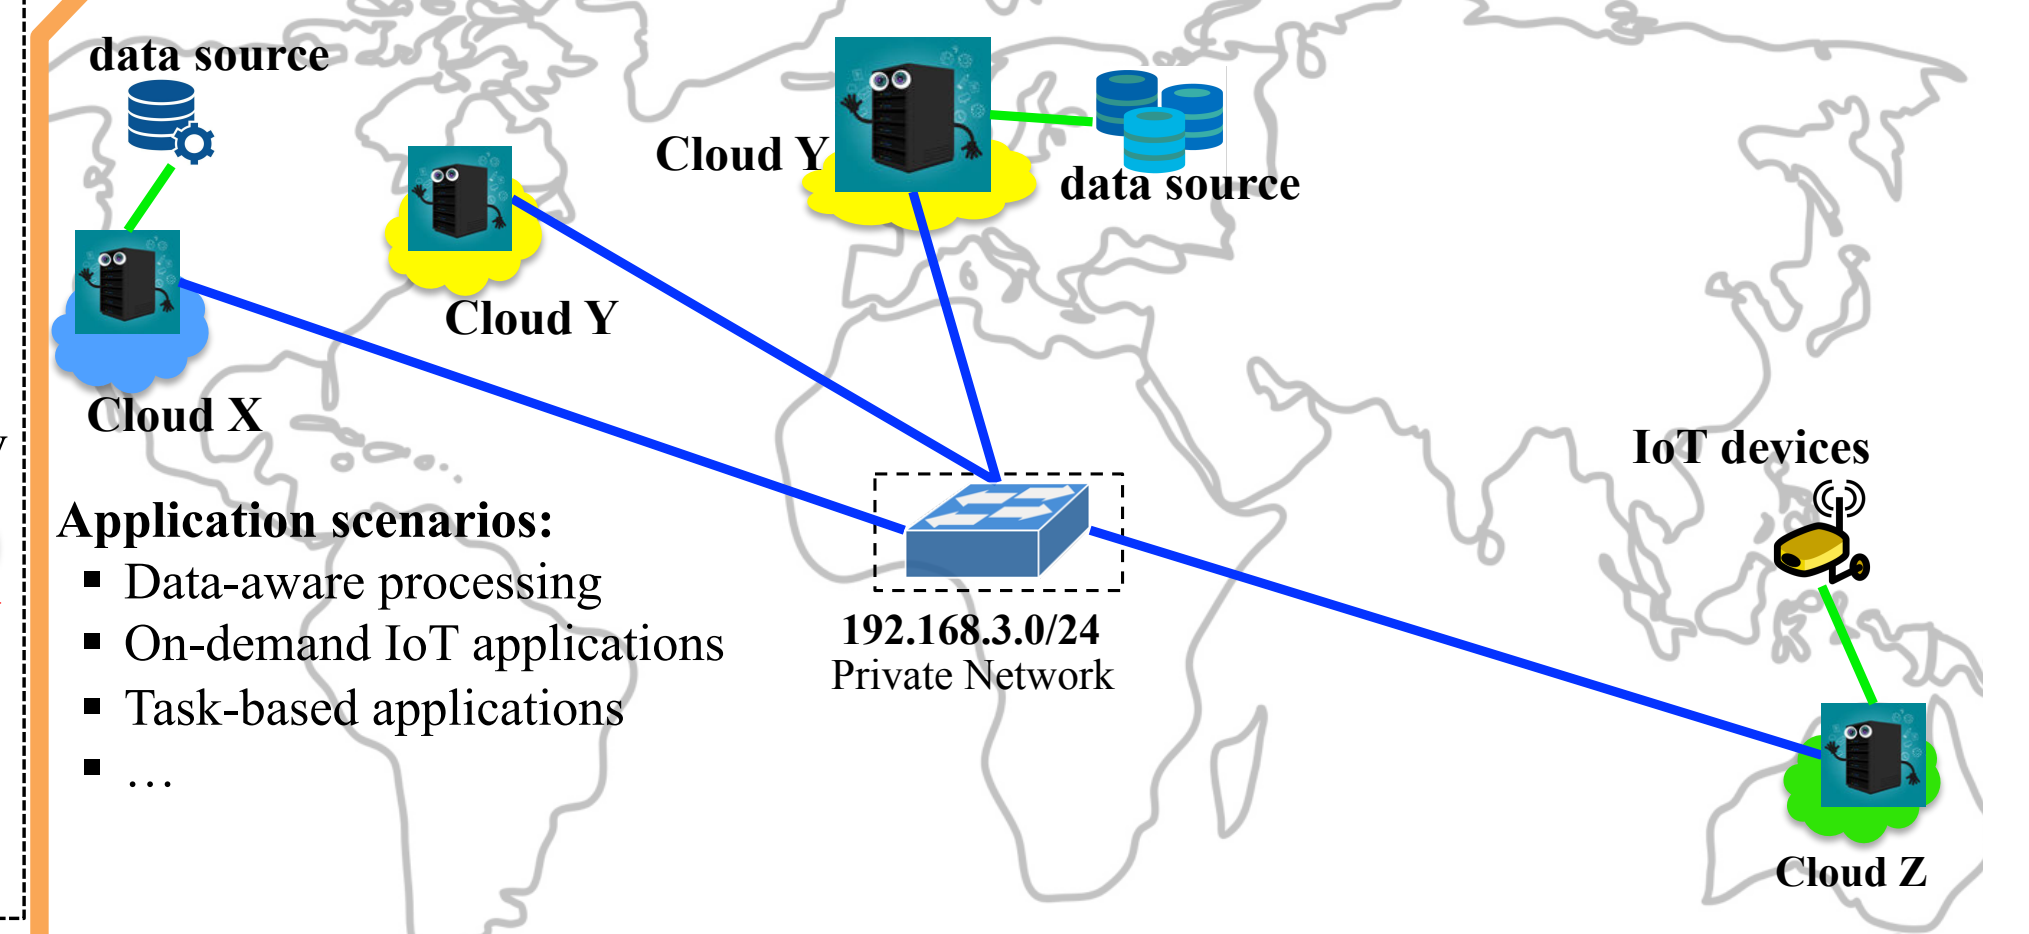 data source
Cloud Y
data source
Cloud Y
Cloud X
IoT devices
Application scenarios:
▪ Data-aware processing
▪ On-demand IoT applications
▪ Task-based applications
▪ …
192.168.3.0/24
Private Network
Cloud Z